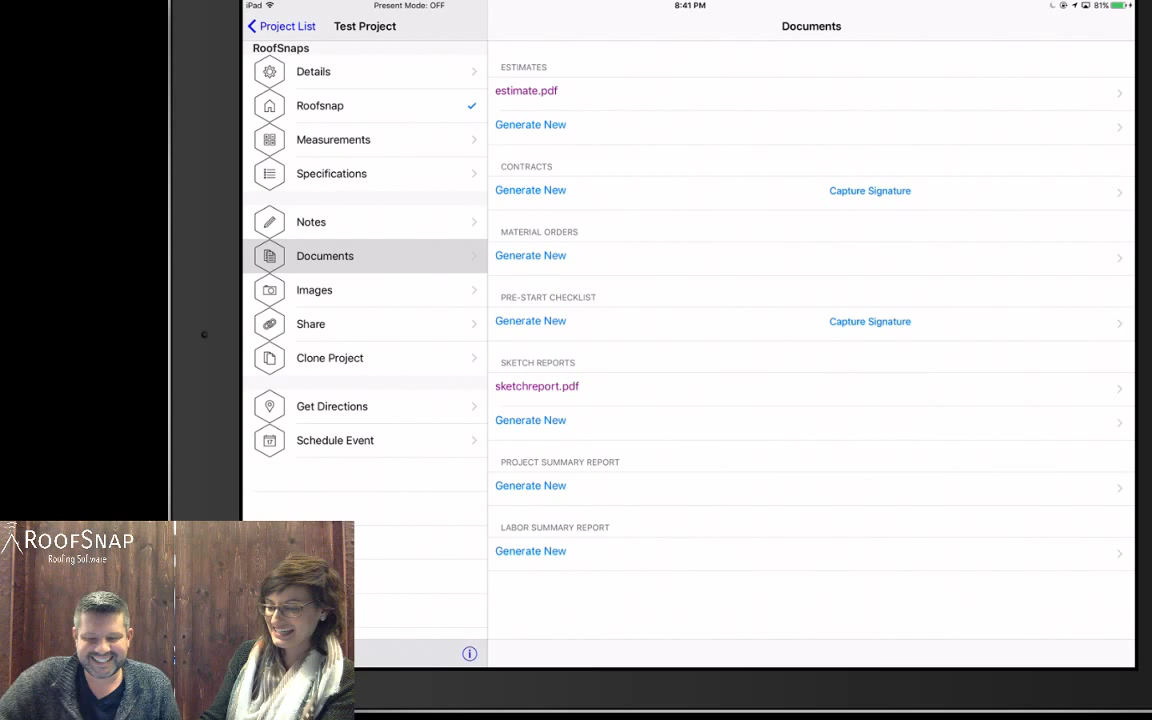 iPad
Present Mode: OFF
8:41 PM
81%
Project List
Test Project
Documents
RoofSnaps
Details
Roofsnap
Measurements
Specifications
Notes
Documents
Images
Share
Clone Project
Get Directions
17
Schedule Event
ESTIMATES
estimate.pdf
Generate New
CONTRACTS
Generate New
Capture Signature
MATERIAL ORDERS
Generate New
PRE-START CHECKLIST
Generate New
Capture Signature
SKETCH REPORTS
sketchreport.pdf
Generate New
PROJECT SUMMARY REPORT
Generate New
LABOR SUMMARY REPORT
Generate New
ROOFSNAP
Roofing Software